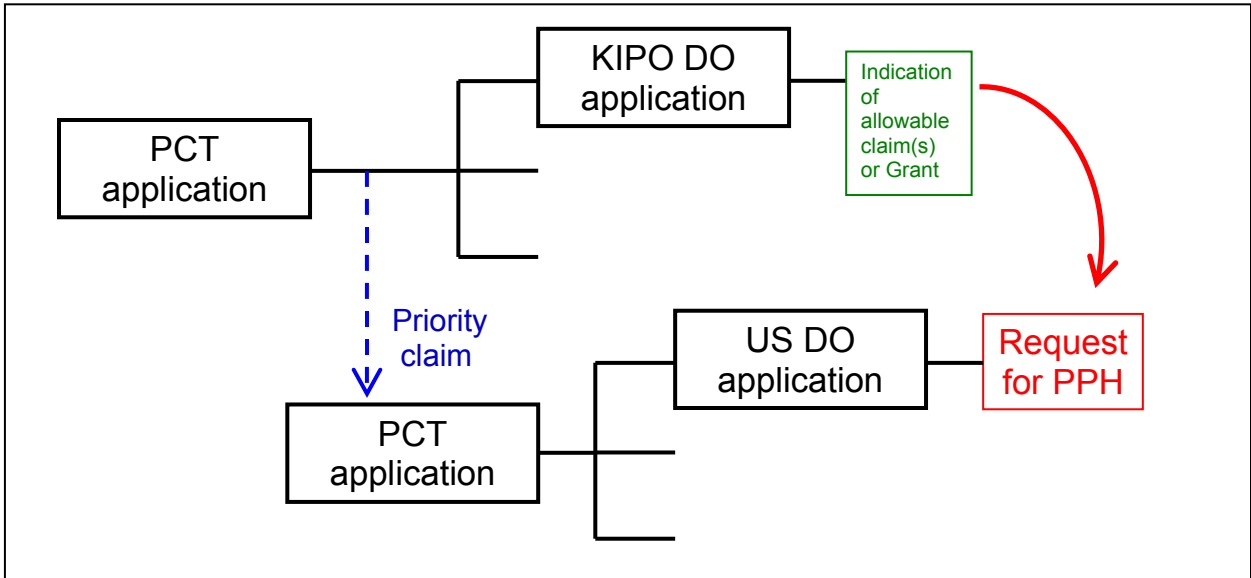 KIPO DO
application
Indication
of
allowable
claim(s)
or Grant
PCT
application
Priority
claim
US DO
application
Request
for PPH
PCT
application